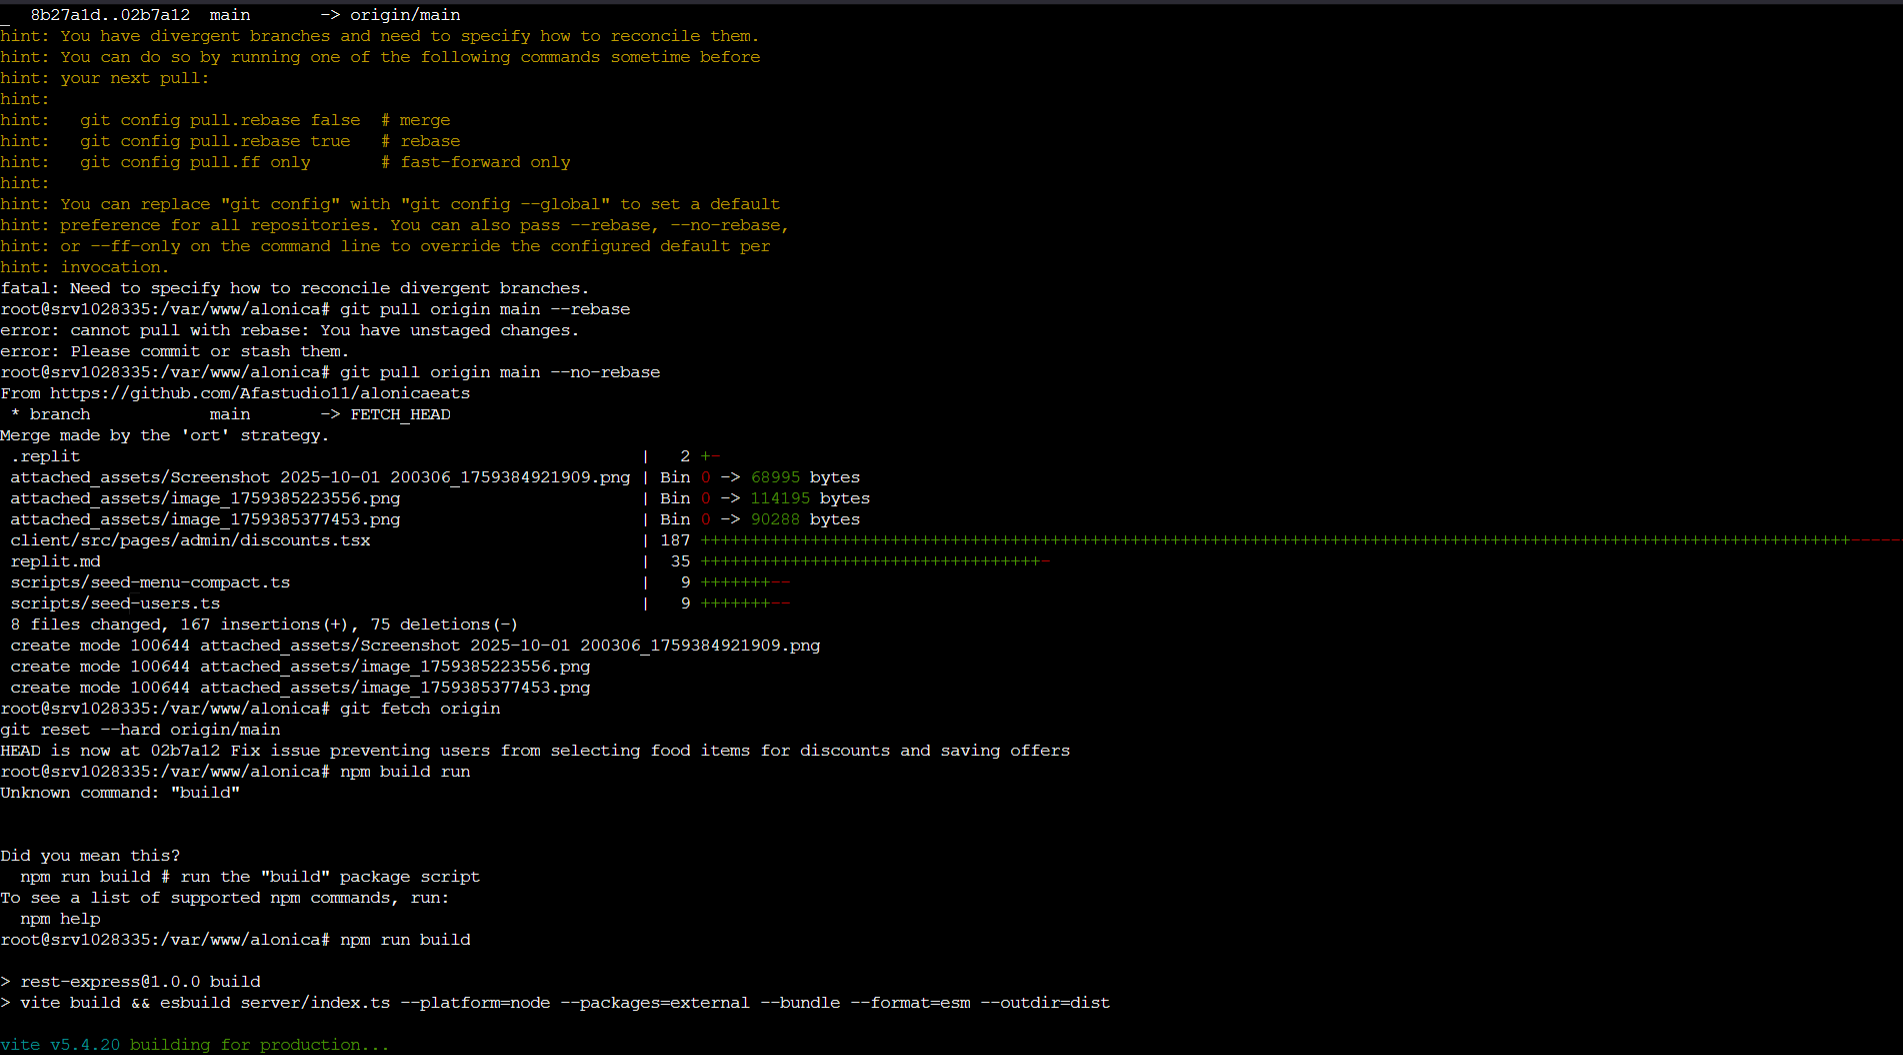 _  8b27a1d..02b7a12  main       -> origin/main
hint: You have divergent branches and need to specify how to reconcile them.
hint: You can do so by running one of the following commands sometime before
hint: your next pull:
hint:
hint:   git config pull.rebase false  # merge
hint:   git config pull.rebase true   # rebase
hint:   git config pull.ff only       # fast-forward only
hint:
hint: You can replace "git config" with "git config --global" to set a default
hint: preference for all repositories. You can also pass --rebase, --no-rebase,
hint: or --ff-only on the command line to override the configured default per
hint: invocation.
fatal: Need to specify how to reconcile divergent branches.
root@srv1028335:/var/www/alonica# git pull origin main --rebase
error: cannot pull with rebase: You have unstaged changes.
error: Please commit or stash them.
root@srv1028335:/var/www/alonica# git pull origin main --no-rebase
From https://github.com/Afastudio11/alonicaeats
 * branch            main       -> FETCH_HEAD
Merge made by the 'ort' strategy.
 .replit                                                        |   2 +-
 attached_assets/Screenshot 2025-10-01 200306_1759384921909.png | Bin 0 -> 68995 bytes
 attached_assets/image_1759385223556.png                        | Bin 0 -> 114195 bytes
 attached_assets/image_1759385377453.png                        | Bin 0 -> 90288 bytes
 client/src/pages/admin/discounts.tsx                           | 187 +++++++++++++++++++++++++++++++++++++++++++++++++++++++++++++++++++++++++++++++++++++++++++++++++++++++++++++++++++------
 replit.md                                                      |  35 ++++++++++++++++++++++++++++++++++-
 scripts/seed-menu-compact.ts                                   |   9 +++++++--
 scripts/seed-users.ts                                          |   9 +++++++--
 8 files changed, 167 insertions(+), 75 deletions(-)
 create mode 100644 attached_assets/Screenshot 2025-10-01 200306_1759384921909.png
 create mode 100644 attached_assets/image_1759385223556.png
 create mode 100644 attached_assets/image_1759385377453.png
root@srv1028335:/var/www/alonica# git fetch origin
git reset --hard origin/main
HEAD is now at 02b7a12 Fix issue preventing users from selecting food items for discounts and saving offers
root@srv1028335:/var/www/alonica# npm build run
Unknown command: "build"
Did you mean this?
  npm run build # run the "build" package script
To see a list of supported npm commands, run:
  npm help
root@srv1028335:/var/www/alonica# npm run build
> rest-express@1.0.0 build
> vite build && esbuild server/index.ts --platform=node --packages=external --bundle --format=esm --outdir=dist
vite v5.4.20 building for production...